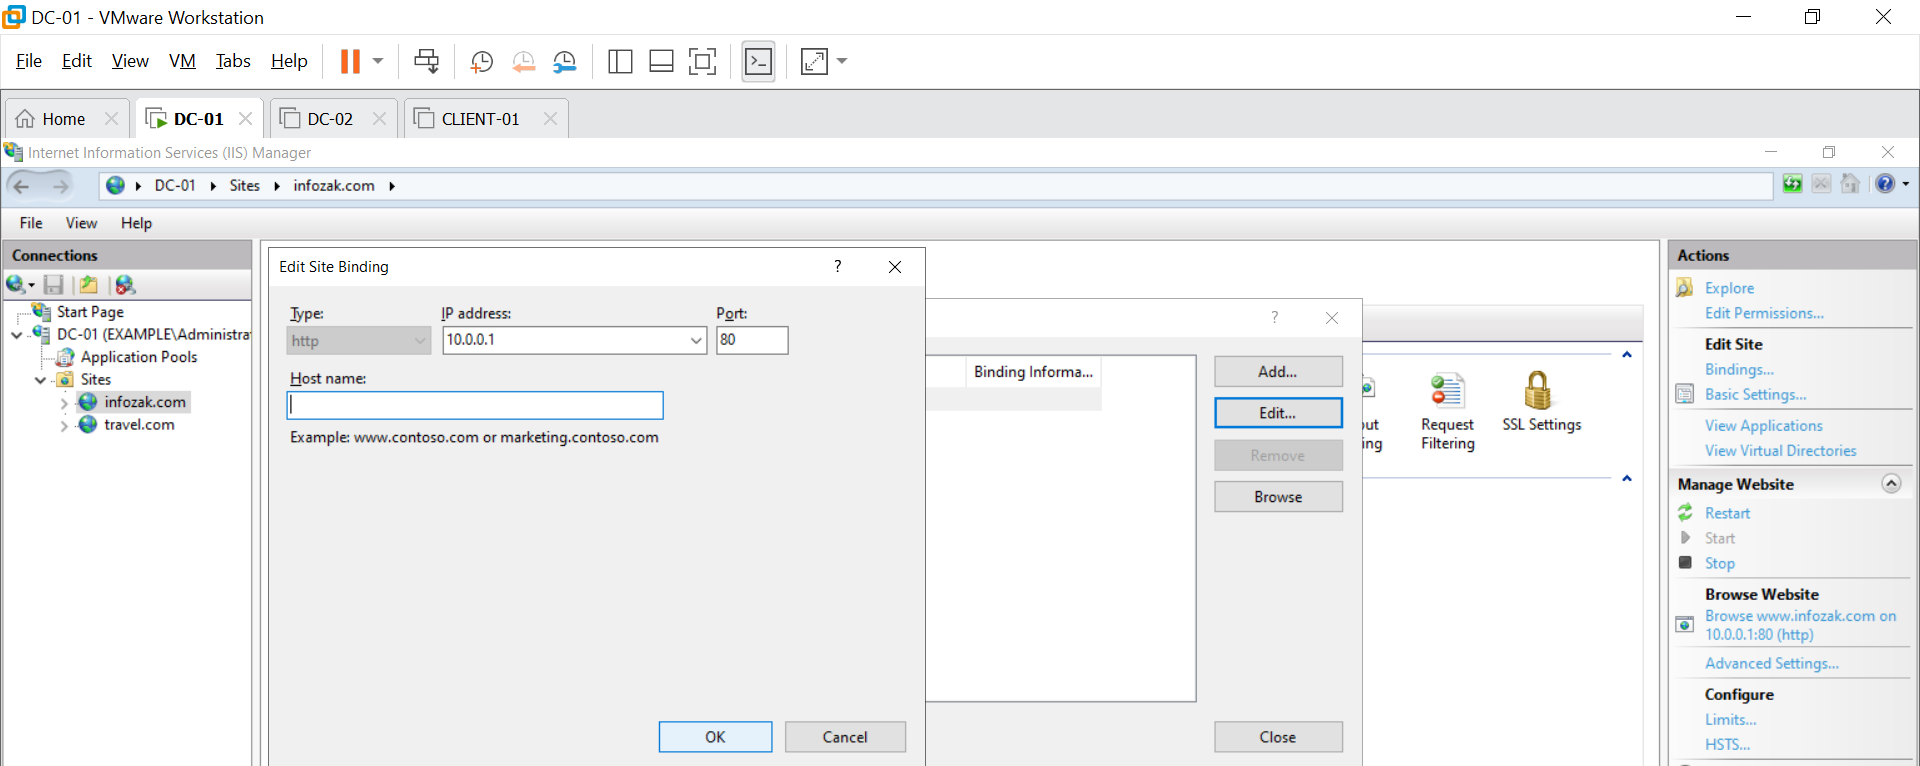 DC-01 - VMware Workstation
File Edit View VM Tabs Help
Home DC-01 DC-02 CLIENT-01
Internet Information Services (IIS) Manager
DC-01 Sites infozak.com
File View Help
Connections
Start Page
DC-01 (EXAMPLE\Administra
Application Pools
Sites
infozak.com
travel.com
Edit Site Binding ?
Type: IP address: Port:
http 10.0.0.1 80
Host name:
Example: www.contoso.com or marketing.contoso.com
OK Cancel
?
Binding Informa...
Add...
Edit...
Remove
Browse
Close
out
ing
Request
Filtering
SSL Settings
Actions
Explore
Edit Permissions...
Edit Site
Bindings...
Basic Settings...
View Applications
View Virtual Directories
Manage Website
Restart
Start
Stop
Browse Website
Browse www.infozak.com on
10.0.0.1:80 (http)
Advanced Settings...
Configure
Limits...
HSTS...